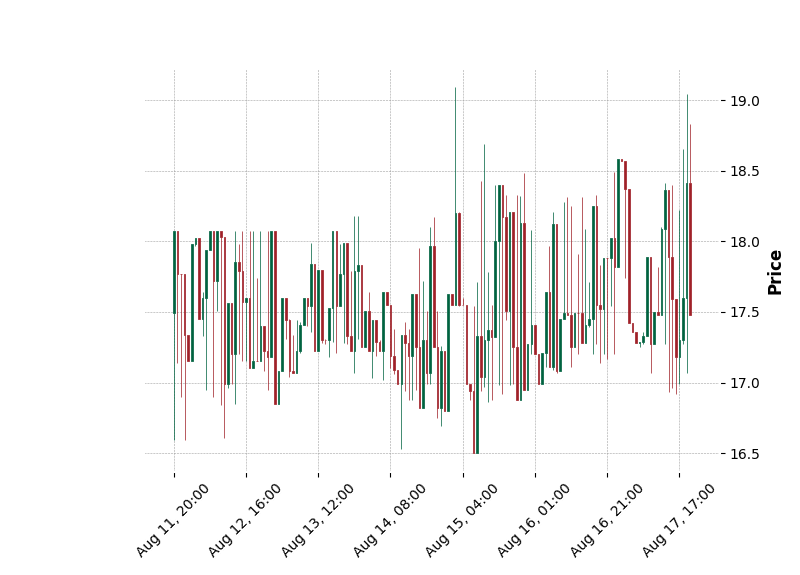 19.0
18.5
18.0
17.5
17.0
16.5
Price
Aug 11, 20:00
Aug 12, 16:00
Aug 13, 12:00
Aug 14, 08:00
Aug 15, 04:00
Aug 16, 01:00
Aug 16, 21:00
Aug 17, 17:00